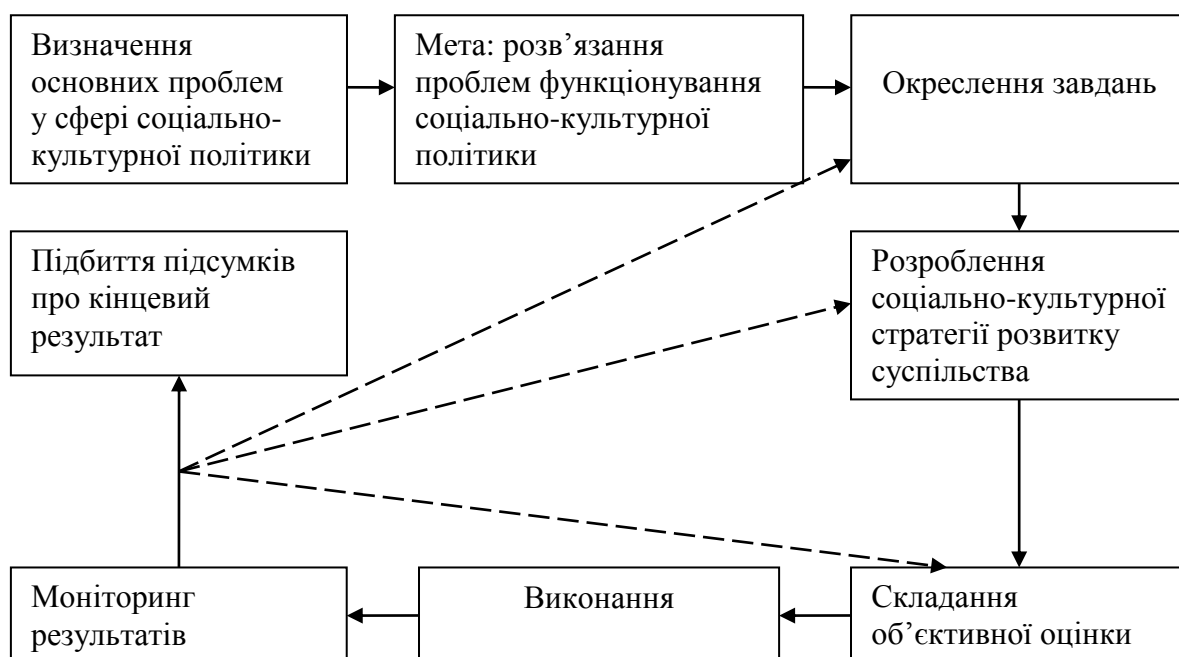 Визначення
основних проблем
у сфері соціально-
культурної політики
Мета: розв’язання
проблем функціонування
соціально-культурної
політики
Окреслення завдань
Підбиття підсумків
про кінцевий
результат
Розроблення
соціально-культурної
стратегії розвитку
суспільства
Моніторинг
результатів
Виконання
Складання
об’єктивної оцінки